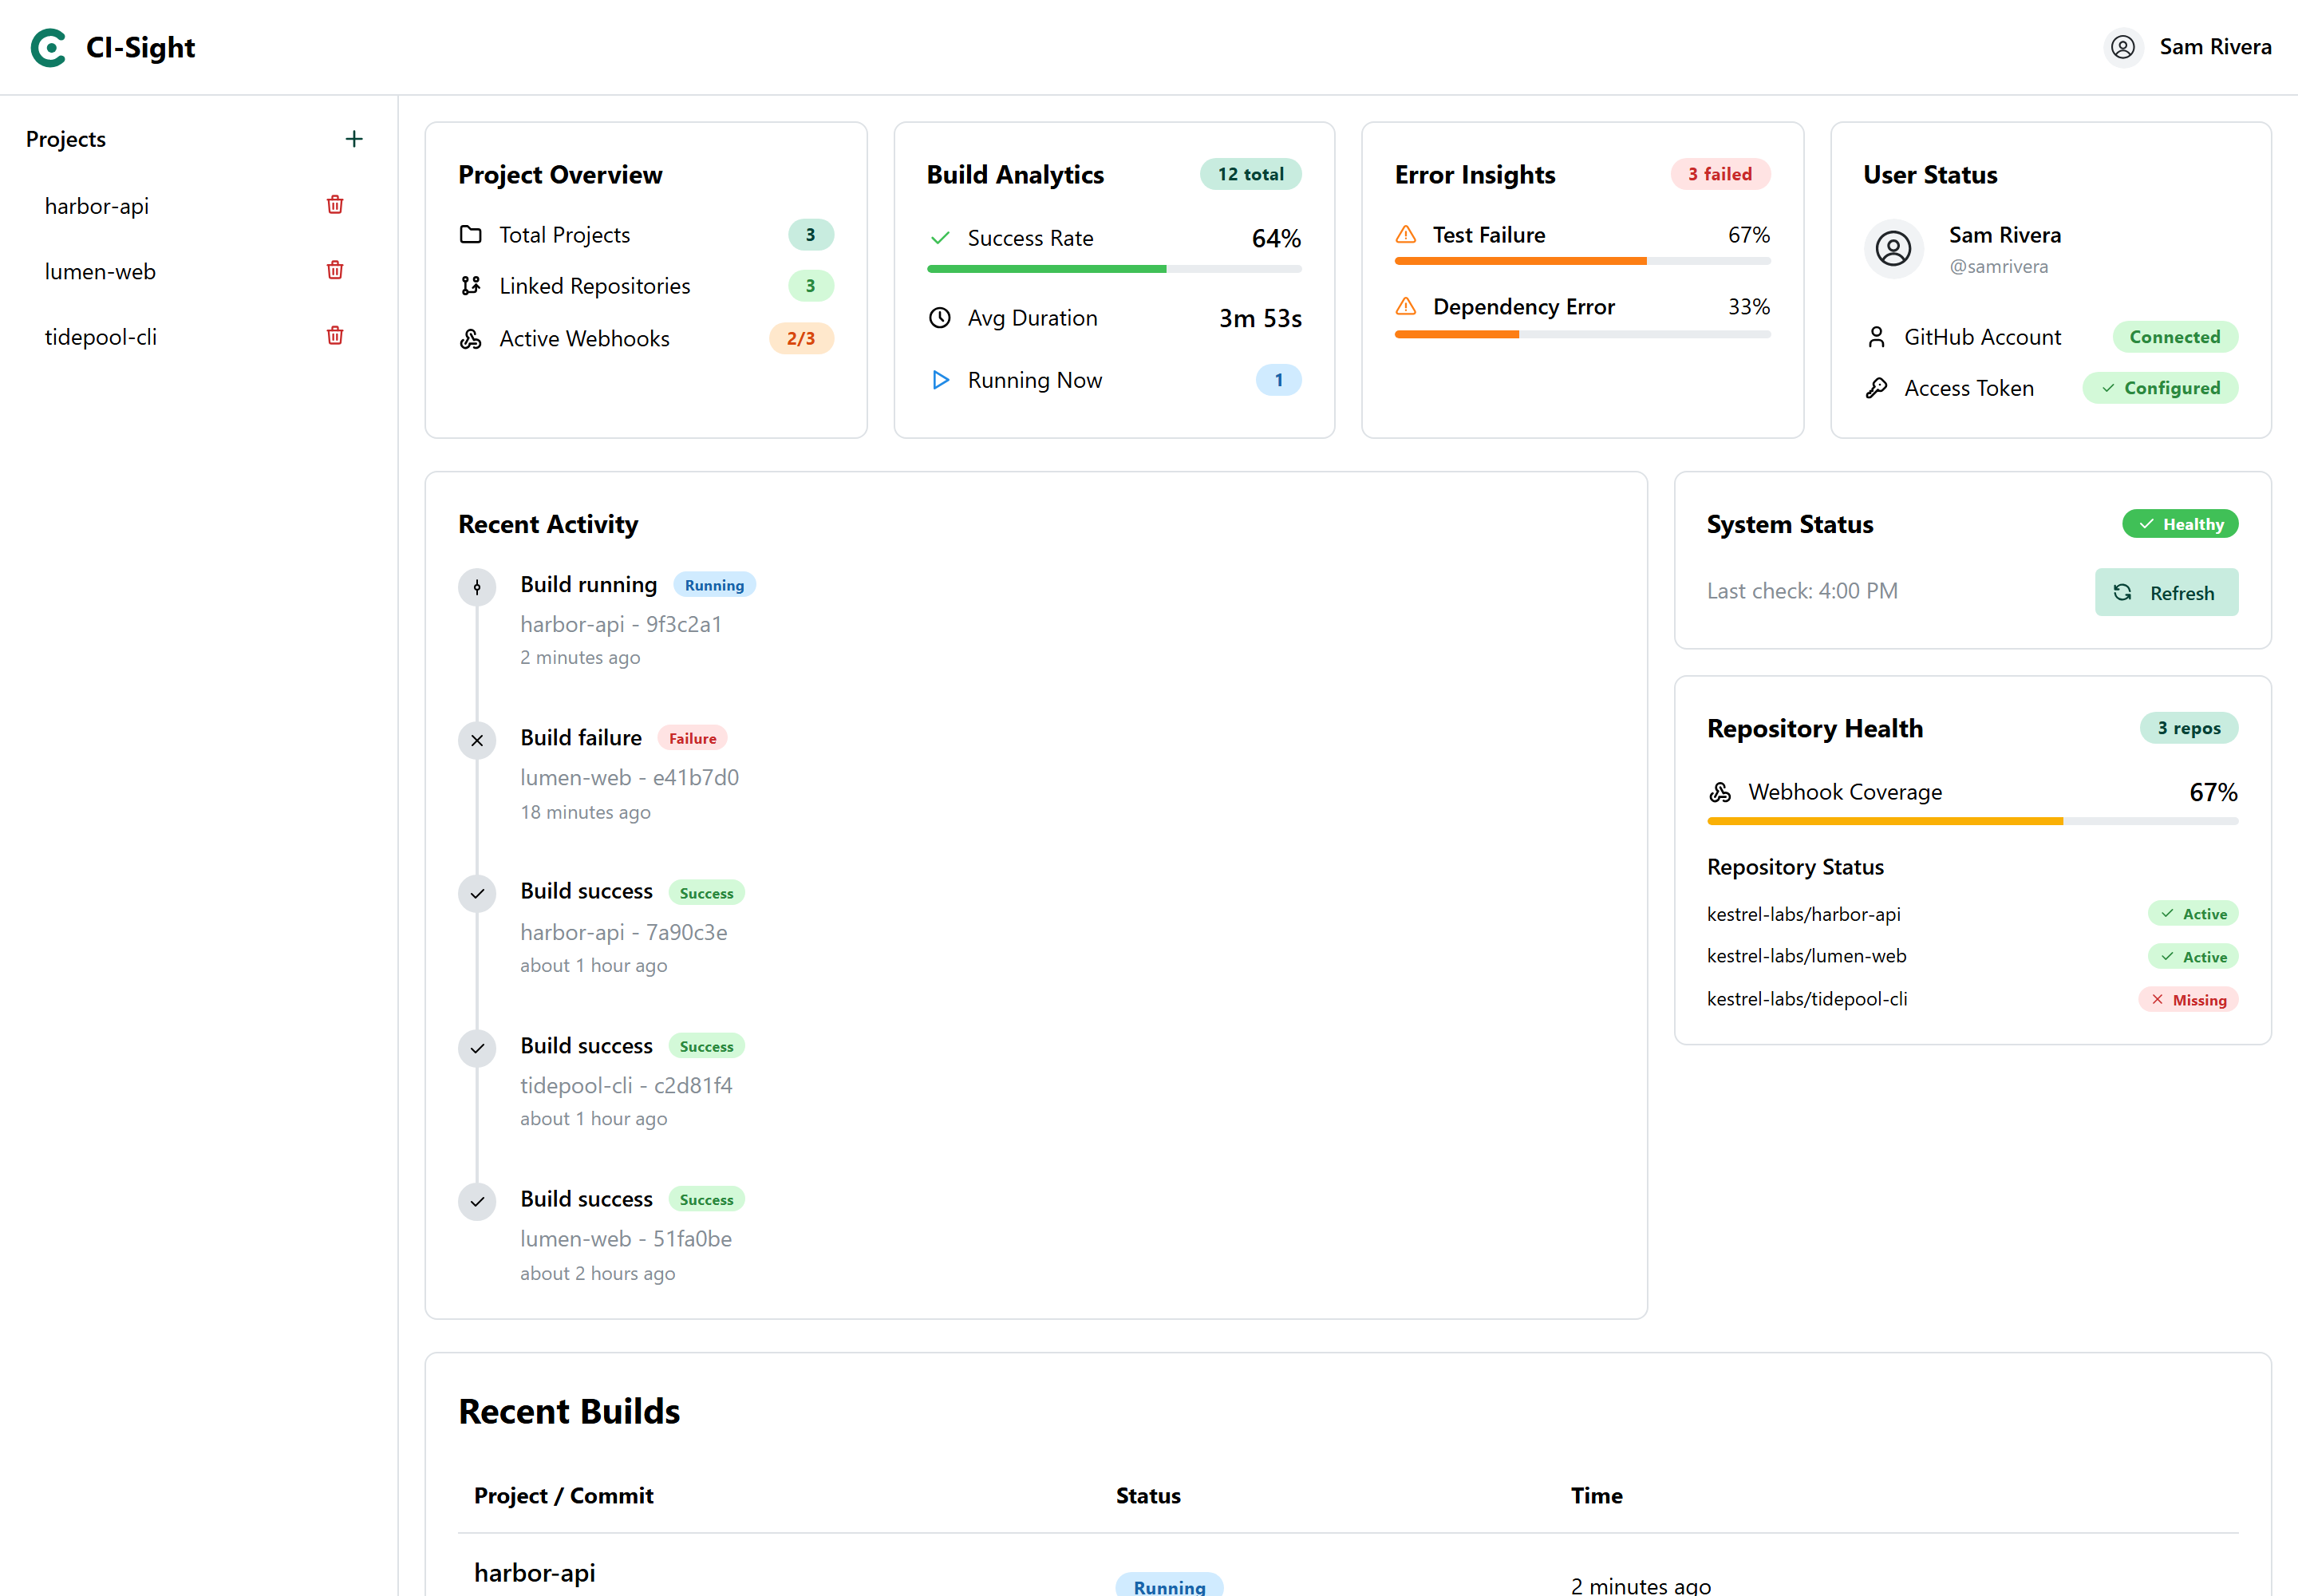 CI-Sight
Sam Rivera
Projects
harbor-api
lumen-web
tidepool-cli
Project Overview
Total Projects 3
Linked Repositories 3
Active Webhooks 2/3
Build Analytics 12 total
Success Rate 64%
Avg Duration 3m 53s
Running Now 1
Error Insights 3 failed
Test Failure 67%
Dependency Error 33%
User Status
Sam Rivera
@samrivera
GitHub Account Connected
Access Token Configured
Recent Activity
Build running Running
harbor-api - 9f3c2a1
2 minutes ago
Build failure Failure
lumen-web - e41b7d0
18 minutes ago
Build success Success
harbor-api - 7a90c3e
about 1 hour ago
Build success Success
tidepool-cli - c2d81f4
about 1 hour ago
Build success Success
lumen-web - 51fa0be
about 2 hours ago
System Status Healthy
Last check: 4:00 PM Refresh
Repository Health 3 repos
Webhook Coverage 67%
Repository Status
kestrel-labs/harbor-api Active
kestrel-labs/lumen-web Active
kestrel-labs/tidepool-cli Missing
Recent Builds
Project / Commit Status Time
harbor-api
Running 2 minutes ago